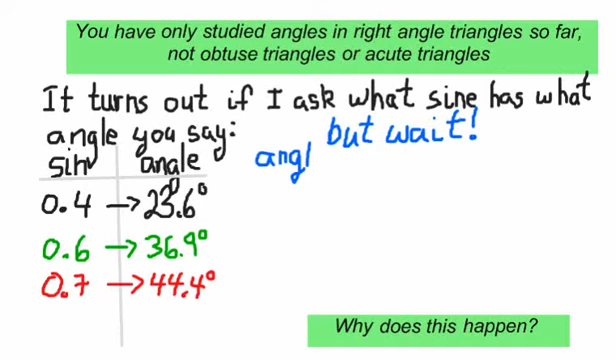 You have only studied angles in right angle triangles so far,
not obtuse triangles or acute triangles
It turns out if I ask what sine has what
angle you say:
but wait!
sin angle
angl
0.4 → 23.6°
0.6 → 36.9°
0.7 → 44.4°
Why does this happen?